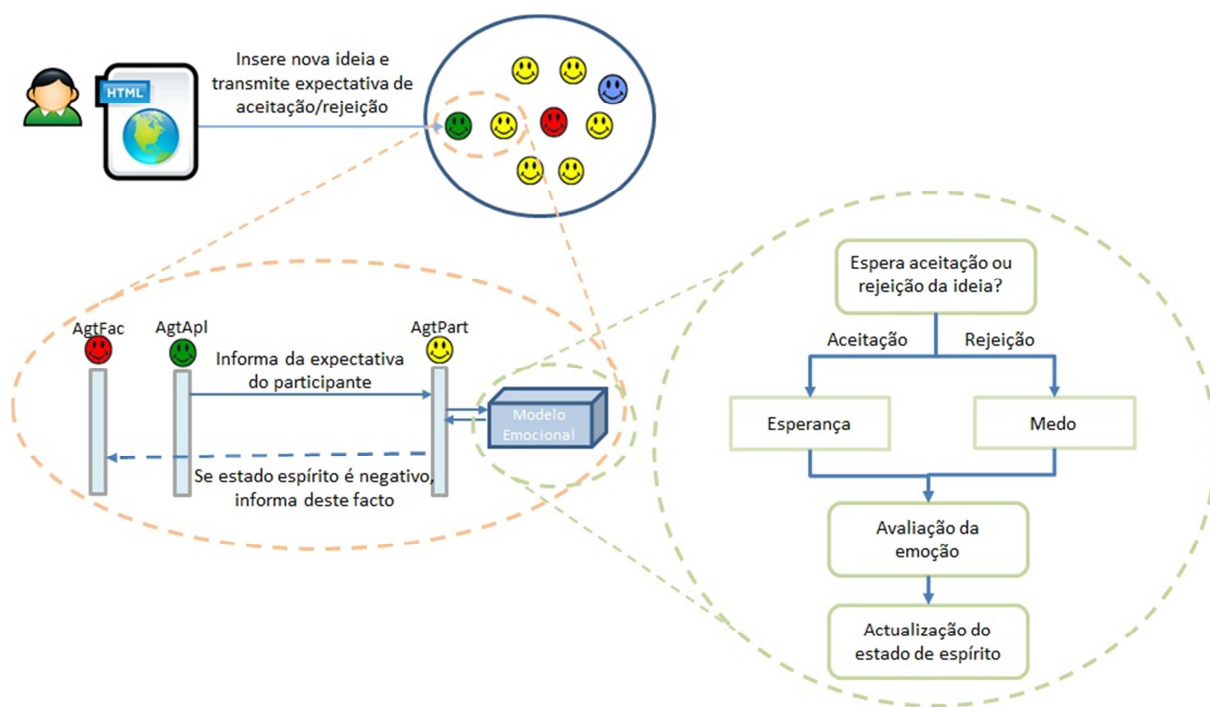 Insere nova ideia e
transmite expectativa de
aceitação/rejeição
HTML
Espera aceitação ou
rejeição da ideia?
Aceitação
Rejeição
Esperança
Medo
Avaliação da
emoção
Actualização do
estado de espírito
AgtFac
AgtApl
AgtPart
Informa da expectativa
do participante
Modelo
Emocional
Se estado espírito é negativo,
informa deste facto